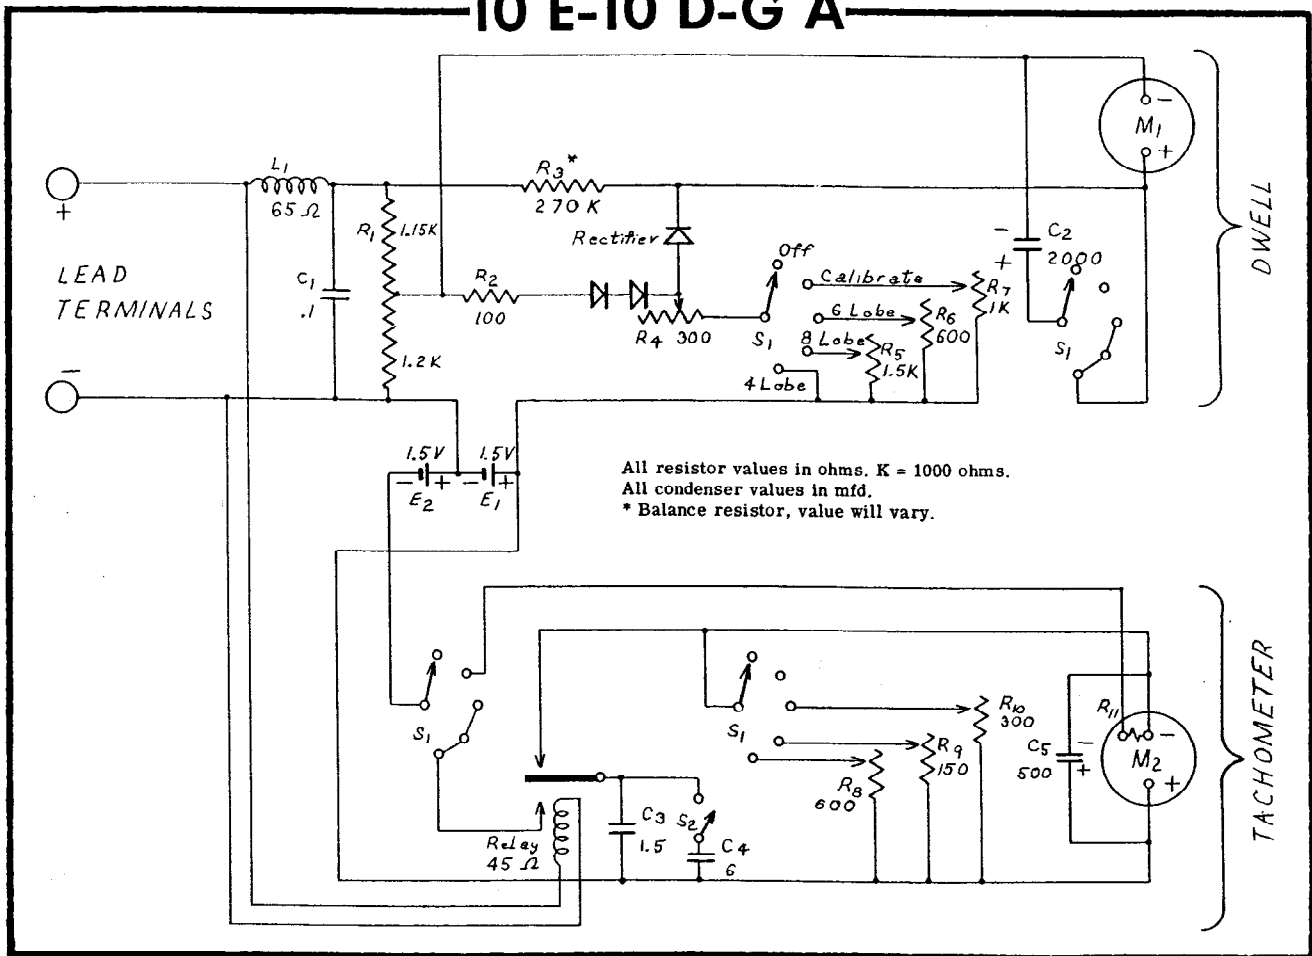 10 E-10 D-G A
LEAD
TERMINALS
+
−
L1
65 Ω
C1
.1
R1
1.15K
1.2K
R2
100
R3*
270 K
Rectifier
R4 300
S1
Off
Calibrate
6 Lobe
8 Lobe
4 Lobe
R7
1K
R6
600
R5
1.5K
M1
−
+
−
C2
+
2000
S1
DWELL
1.5V
1.5V
− +
− +
E2
E1
All resistor values in ohms. K = 1000 ohms.
All condenser values in mfd.
* Balance resistor, value will vary.
S1
Relay
45 Ω
C3
1.5
S2
C4
6
S1
R10
300
R9
150
R8
600
C5
500
−
+
R11
−
M2
+
TACHOMETER